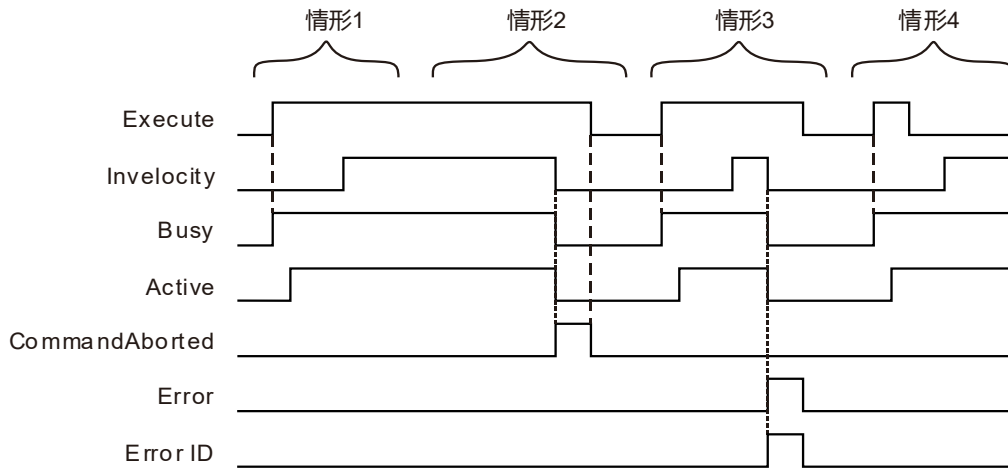 情形1 情形2 情形3 情形4
Execute
Invelocity
Busy
Active
CommandAborted
Error
Error ID